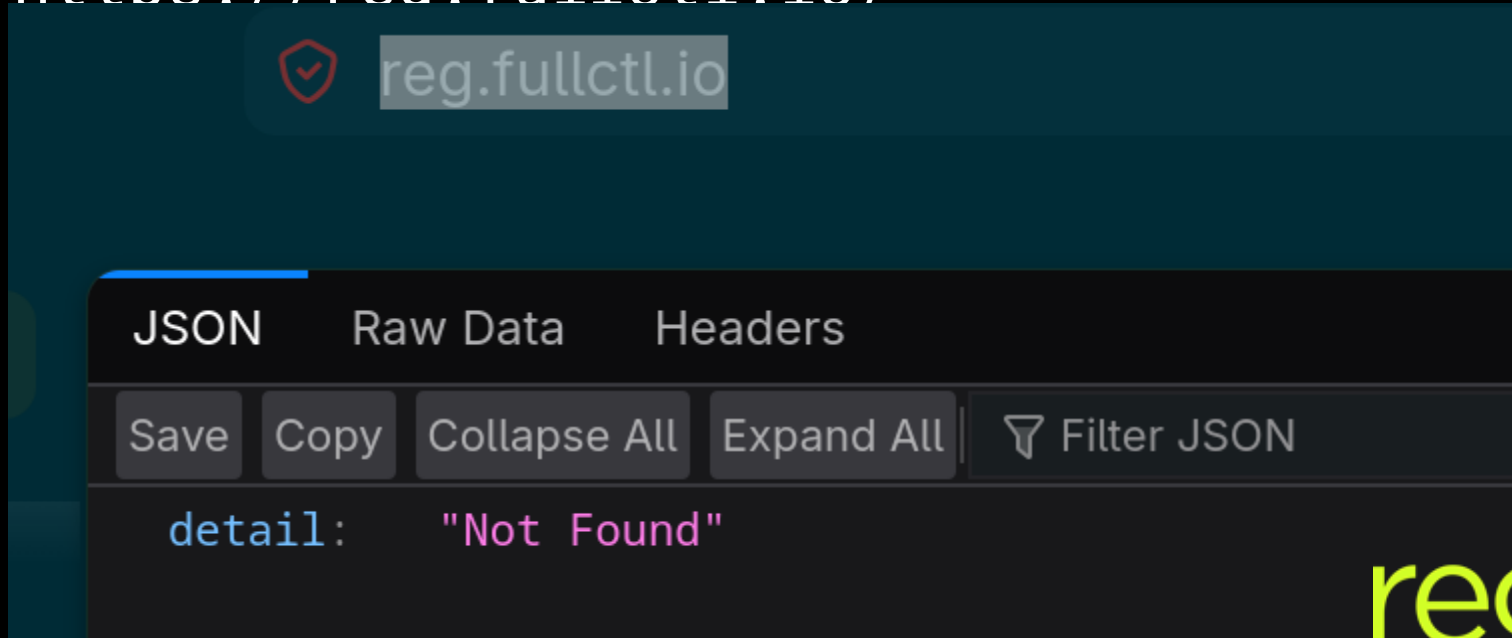 reg.fullctl.io
JSON Raw Data Headers
Save Copy Collapse All Expand All Filter JSON
detail: "Not Found"